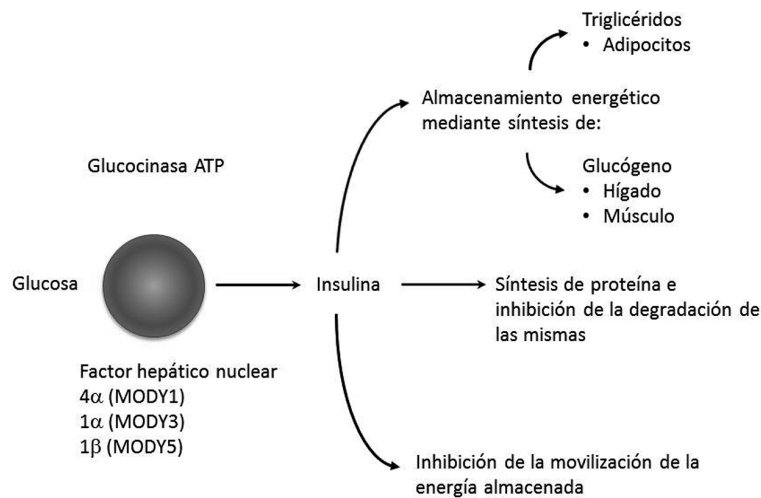 Triglicéridos
• Adipocitos
Almacenamiento energético
mediante síntesis de:
Glucocinasa ATP
Glucógeno
• Hígado
• Músculo
Glucosa
Insulina
Síntesis de proteína e
inhibición de la degradación de
las mismas
Factor hepático nuclear
4α (MODY1)
1α (MODY3)
1β (MODY5)
Inhibición de la movilización de la
energía almacenada